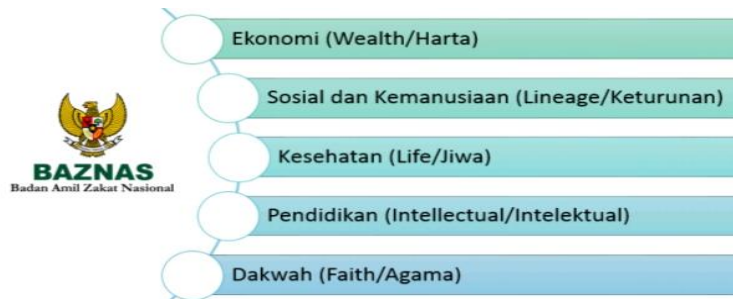 Ekonomi (Wealth/Harta)
Sosial dan Kemanusiaan (Lineage/Keturunan)
Kesehatan (Life/Jiwa)
Pendidikan (Intellectual/Intelektual)
Dakwah (Faith/Agama)
BAZNAS
Badan Amil Zakat Nasional